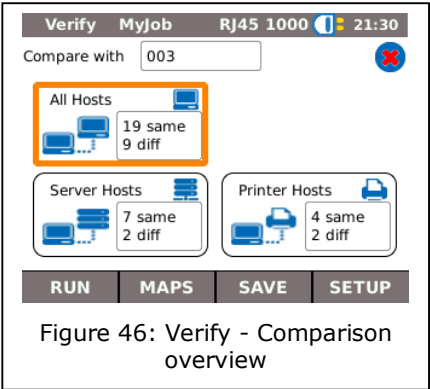 Verify MyJob RJ45 1000 21:30
Compare with 003
All Hosts
19 same
9 diff
Server Hosts
7 same
2 diff
Printer Hosts
4 same
2 diff
RUN MAPS SAVE SETUP
Figure 46: Verify - Comparison
overview